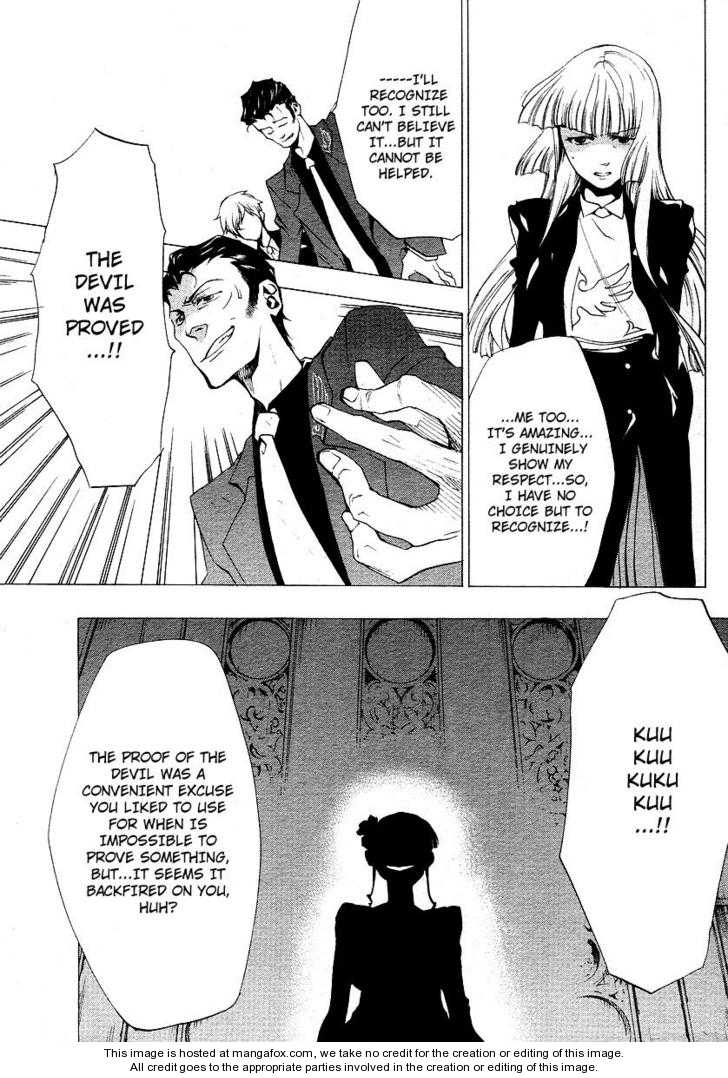 ...ME TOO...
IT'S AMAZING...
I GENUINELY
SHOW MY
RESPECT...SO,
I HAVE NO
CHOICE BUT TO
RECOGNIZE...!
-----I'LL
RECOGNIZE
TOO. I STILL
CAN'T BELIEVE
IT...BUT IT
CANNOT BE
HELPED.
THE
DEVIL
WAS
PROVED
...!!
KUU
KUU
KUKU
KUU
...!!
THE PROOF OF THE
DEVIL WAS A
CONVENIENT EXCUSE
YOU LIKED TO USE
FOR WHEN IS
IMPOSSIBLE TO
PROVE SOMETHING,
BUT...IT SEEMS IT
BACKFIRED ON YOU,
HUH?
This image is hosted at mangafox.com, we take no credit for the creation or editing of this image.
All credit goes to the appropriate parties involved in the creation or editing of this image.